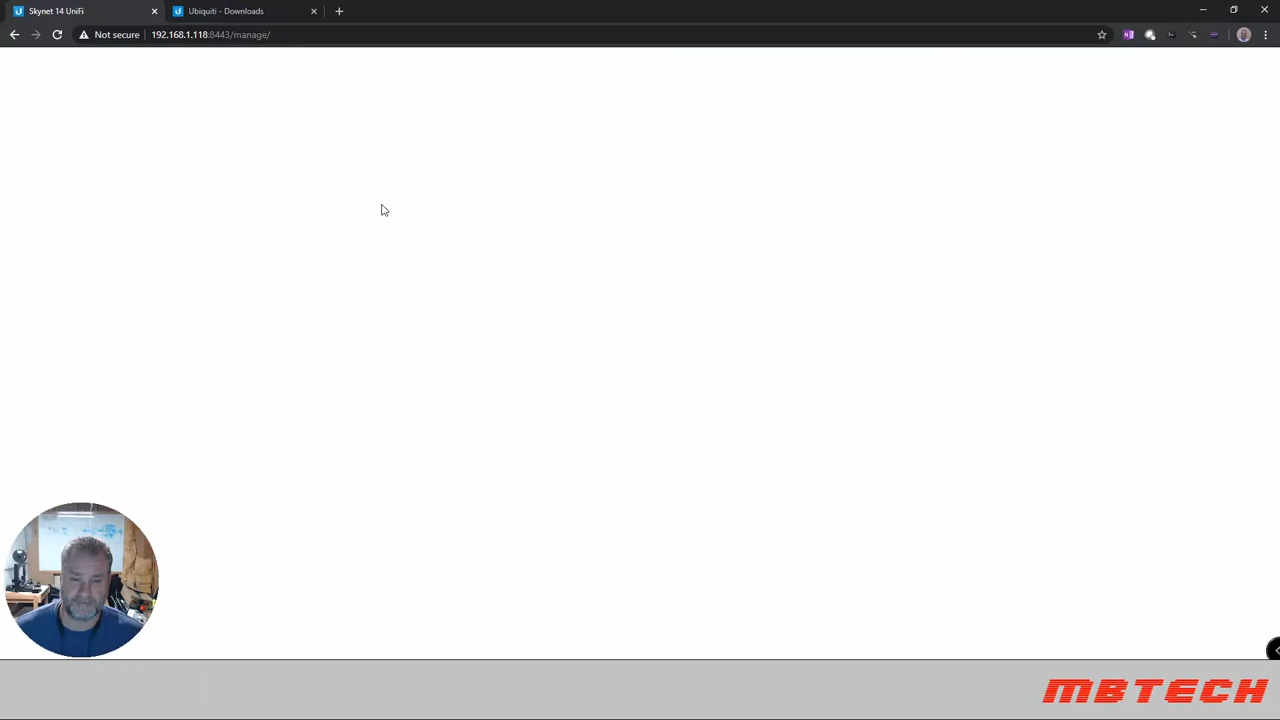 Skynet 14 UniFi
Ubiquiti - Downloads
Not secure
192.168.1.118:8443/manage/
MBTECH